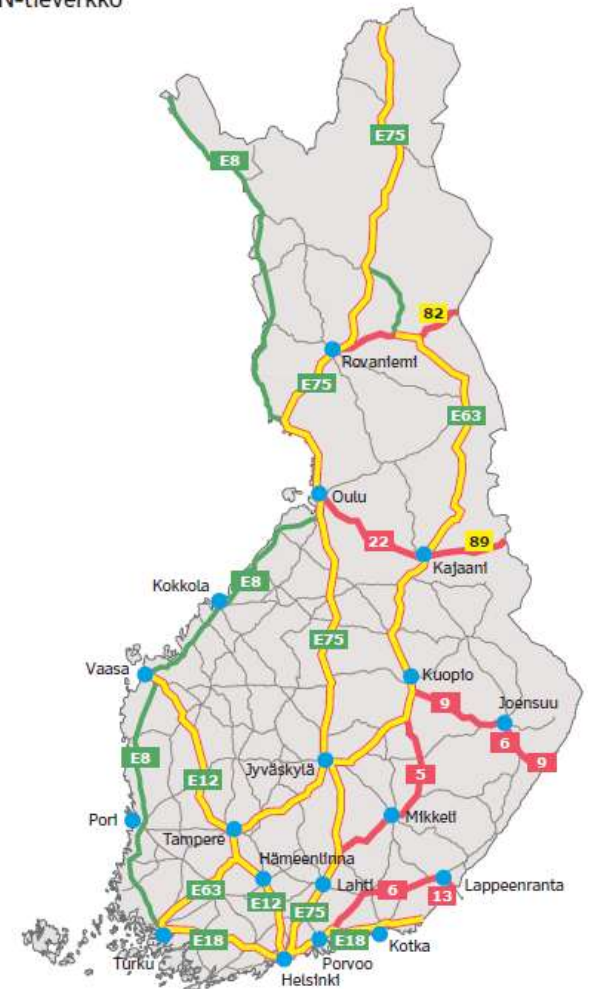 N-tieverkko
E75
E8
82
Rovaniemi
E75
E63
Oulu
22
89
Kajaani
Kokkola
E8
E75
Vaasa
Kuopio
9
Joensuu
6
9
E8
E12
Jyväskylä
5
Pori
Tampere
Mikkeli
Hämeenlinna
E63
E12
Lahti
6
Lappeenranta
13
E75
E18
E18
Kotka
Turku
Porvoo
Helsinki